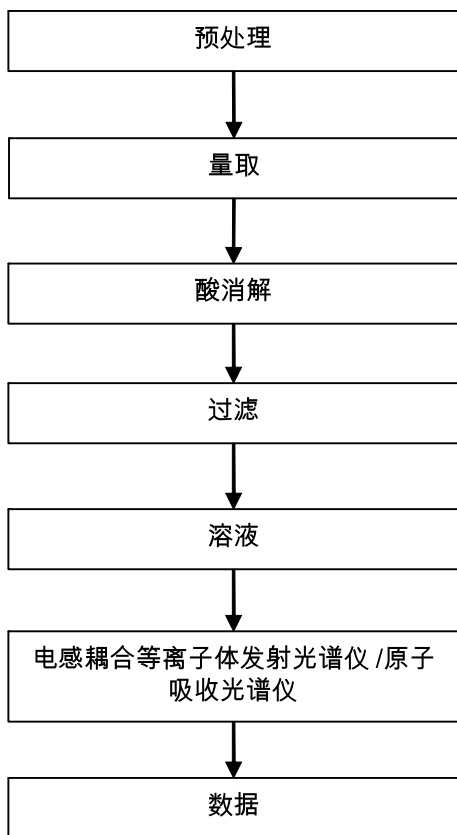 预处理
量取
酸消解
过滤
溶液
电感耦合等离子体发射光谱仪 /原子
吸收光谱仪
数据